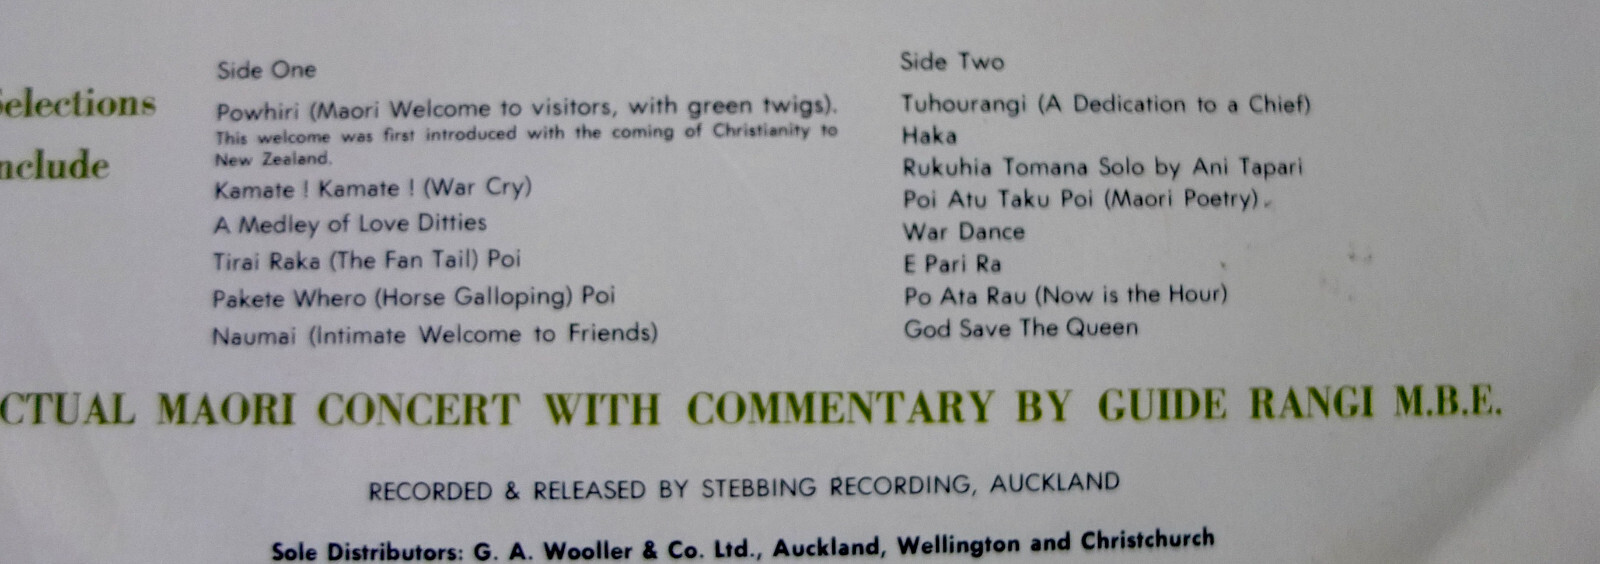 Selections
include
Side One
Powhiri (Maori Welcome to visitors, with green twigs).
This welcome was first introduced with the coming of Christianity to
New Zealand.
Kamate ! Kamate ! (War Cry)
A Medley of Love Ditties
Tirai Raka (The Fan Tail) Poi
Pakete Whero (Horse Galloping) Poi
Naumai (Intimate Welcome to Friends)
Side Two
Tuhourangi (A Dedication to a Chief)
Haka
Rukuhia Tomana Solo by Ani Tapari
Poi Atu Taku Poi (Maori Poetry).
War Dance
E Pari Ra
Po Ata Rau (Now is the Hour)
God Save The Queen
CTUAL MAORI CONCERT WITH COMMENTARY BY GUIDE RANGI M.B.E.
RECORDED & RELEASED BY STEBBING RECORDING, AUCKLAND
Sole Distributors: G. A. Wooller & Co. Ltd., Auckland, Wellington and Christchurch